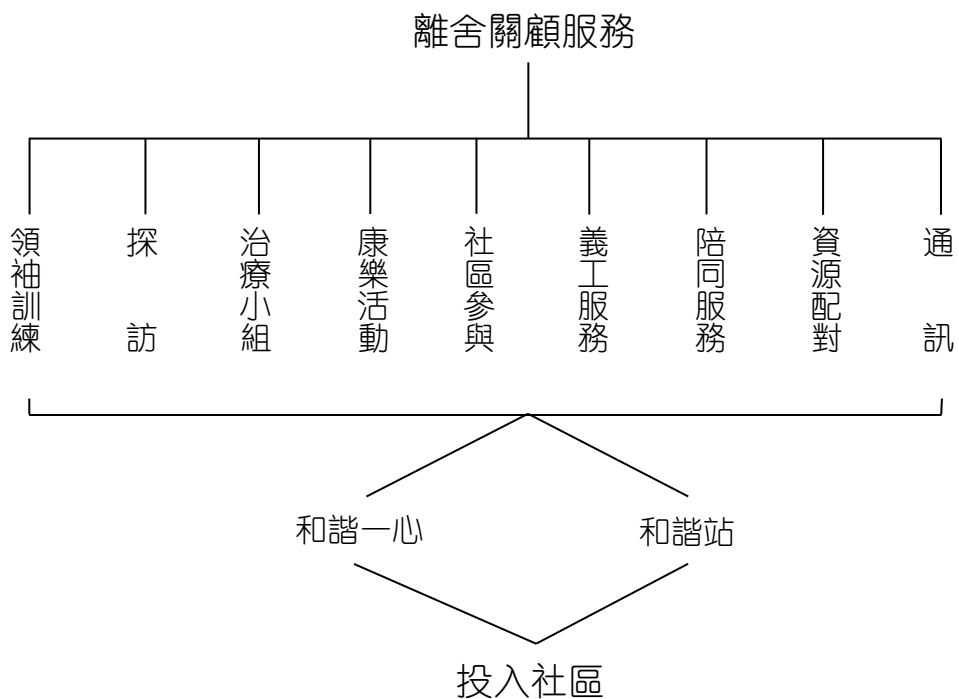 離舍關顧服務
領袖訓練
探訪
治療小組
康樂活動
社區參與
義工服務
陪同服務
資源配對
通訊
和諧一心
和諧站
投入社區